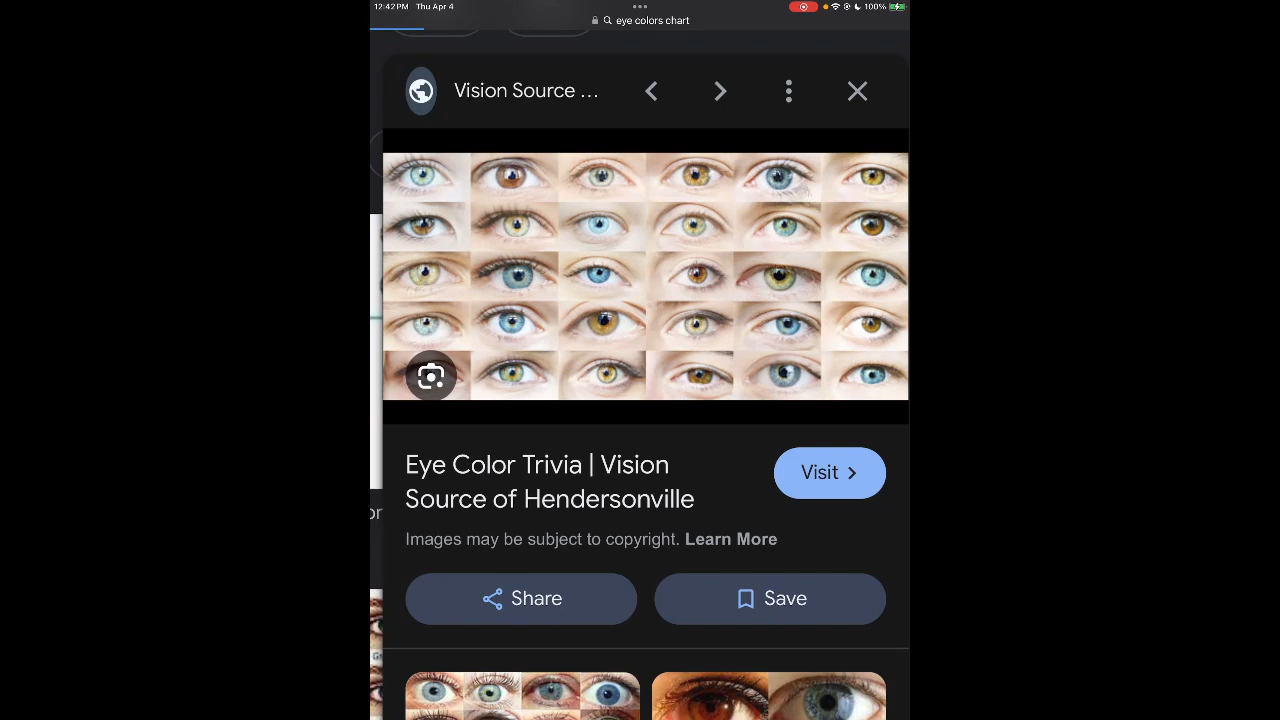 12:42 PM Thu Apr 4
100%
eye colors chart
Vision Source ...
Eye Color Trivia | Vision
Source of Hendersonville
Visit
Images may be subject to copyright. Learn More
Share
Save